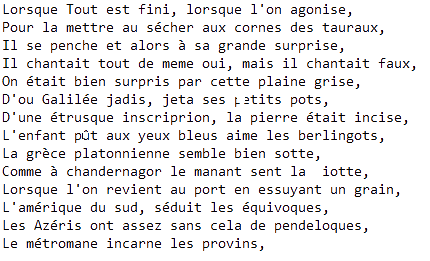 Lorsque Tout est fini, lorsque l'on agonise,
Pour la mettre au sécher aux cornes des tauraux,
Il se penche et alors à sa grande surprise,
Il chantait tout de meme oui, mais il chantait faux,
On était bien surpris par cette plaine grise,
D'ou Galilée jadis, jeta ses pots,
D'une étrusque inscriprion, la pierre était incise,
L'enfant pût aux yeux bleus aime les berlingots,
La grèce platonnienne semble bien sotte,
Comme à chandernagor le manant sent la iotte,
Lorsque l'on revient au port en essuyant un grain,
L'amérique du sud, séduit les équivoques,
Les Azéris ont assez sans cela de pendeloques,
Le métromane incarne les provins,